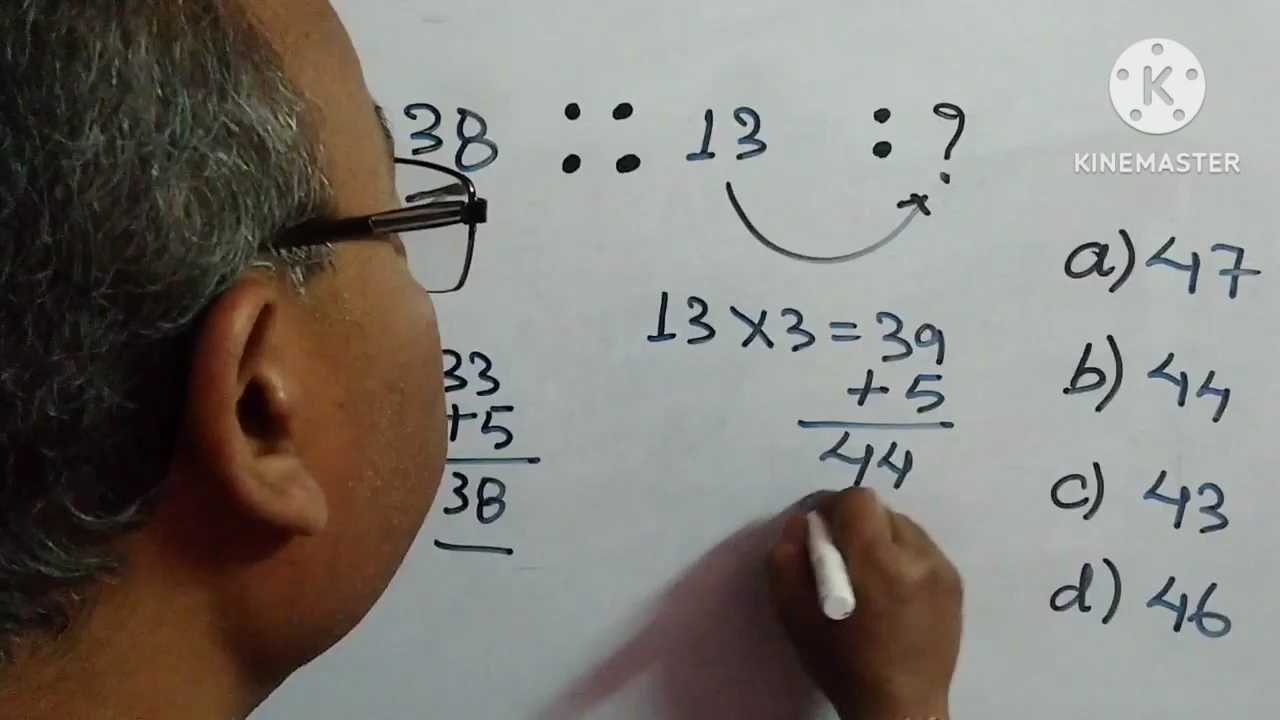 38 :: 13 : ?
13 × 3 = 39
+ 5
44
33
+5
38
a) 47
b) 44
c) 43
d) 46
KINEMASTER